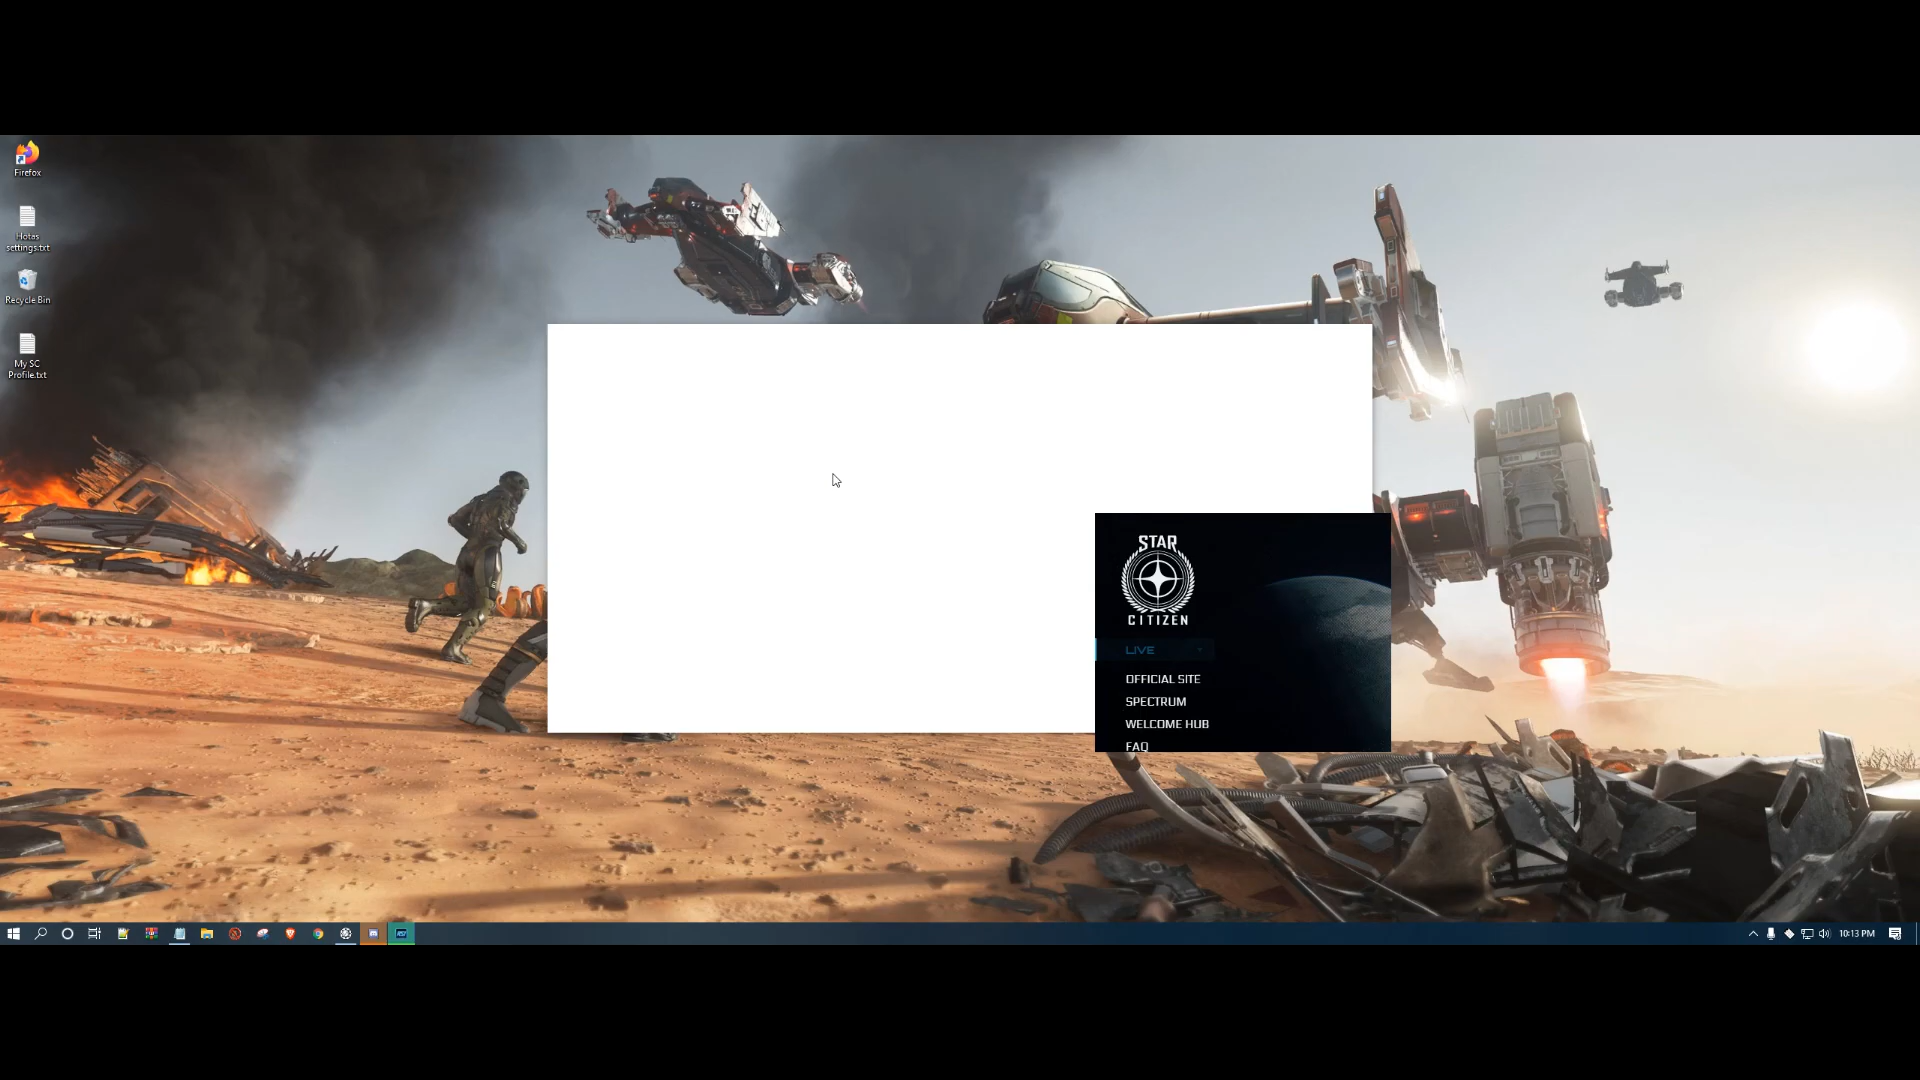 Firefox
Hotas
settings.txt
Recycle Bin
My SC
Profile.txt
STAR
CITIZEN
LIVE
OFFICIAL SITE
SPECTRUM
WELCOME HUB
FAQ
10:13 PM